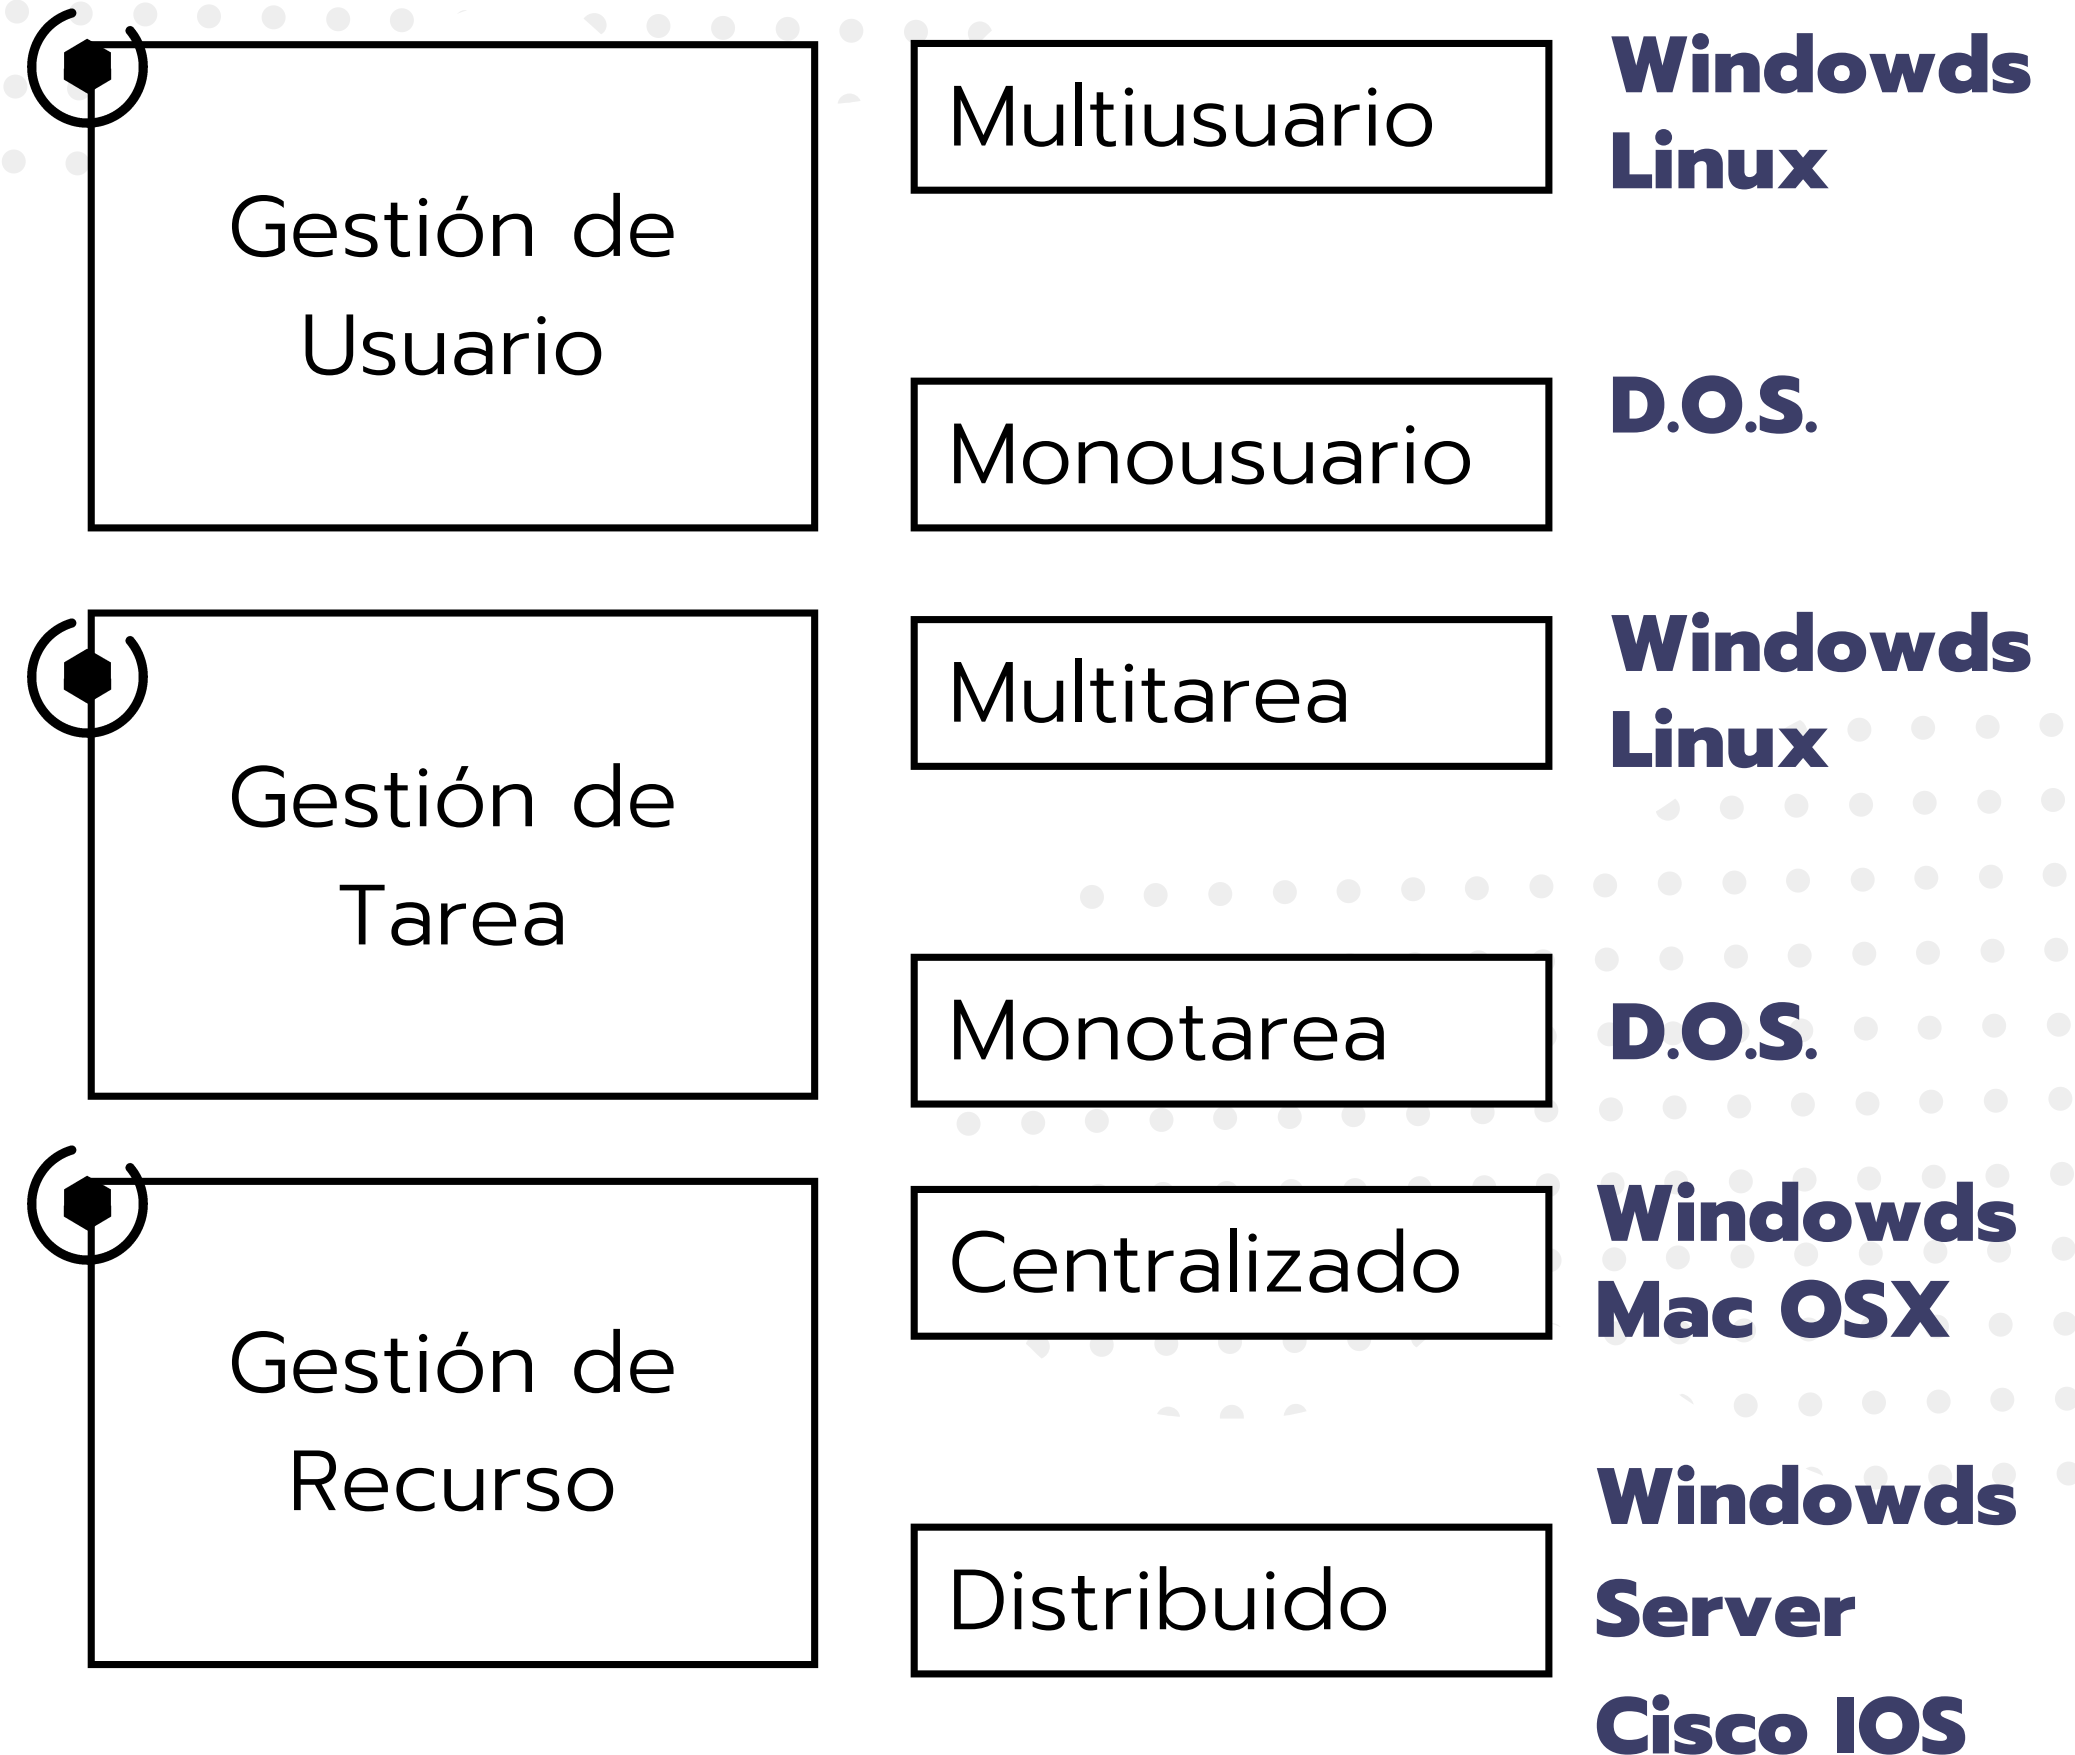 Gestión de
Usuario
Multiusuario
Windowds
Linux
Monousuario
D.O.S.
Gestión de
Tarea
Multitarea
Windowds
Linux
Monotarea
D.O.S.
Gestión de
Recurso
Centralizado
Windowds
Mac OSX
Distribuido
Windowds
Server
Cisco IOS